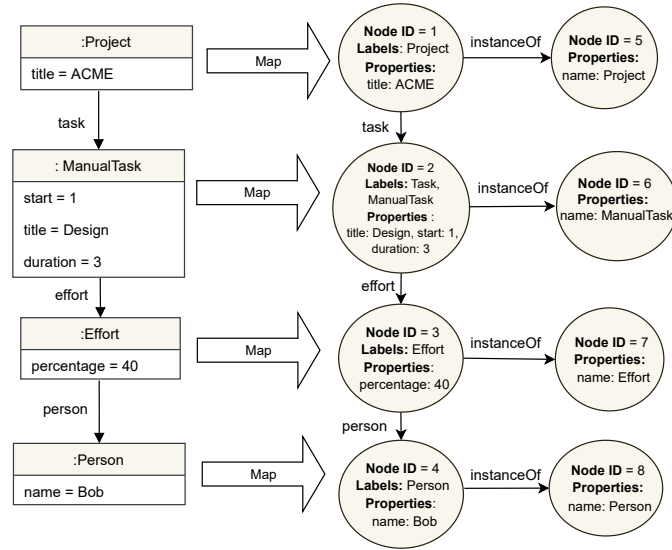 :Project
title = ACME
Map
Node ID = 1
Labels: Project
Properties:
title: ACME
instanceOf
Node ID = 5
Properties:
name: Project
task
task
: ManualTask
start = 1
title = Design
duration = 3
Map
Node ID = 2
Labels: Task,
ManualTask
Properties :
title: Design, start: 1,
duration: 3
instanceOf
Node ID = 6
Properties:
name: ManualTask
effort
effort
:Effort
percentage = 40
Map
Node ID = 3
Labels: Effort
Properties:
percentage: 40
instanceOf
Node ID = 7
Properties:
name: Effort
person
person
:Person
name = Bob
Map
Node ID = 4
Labels: Person
Properties:
name: Bob
instanceOf
Node ID = 8
Properties:
name: Person